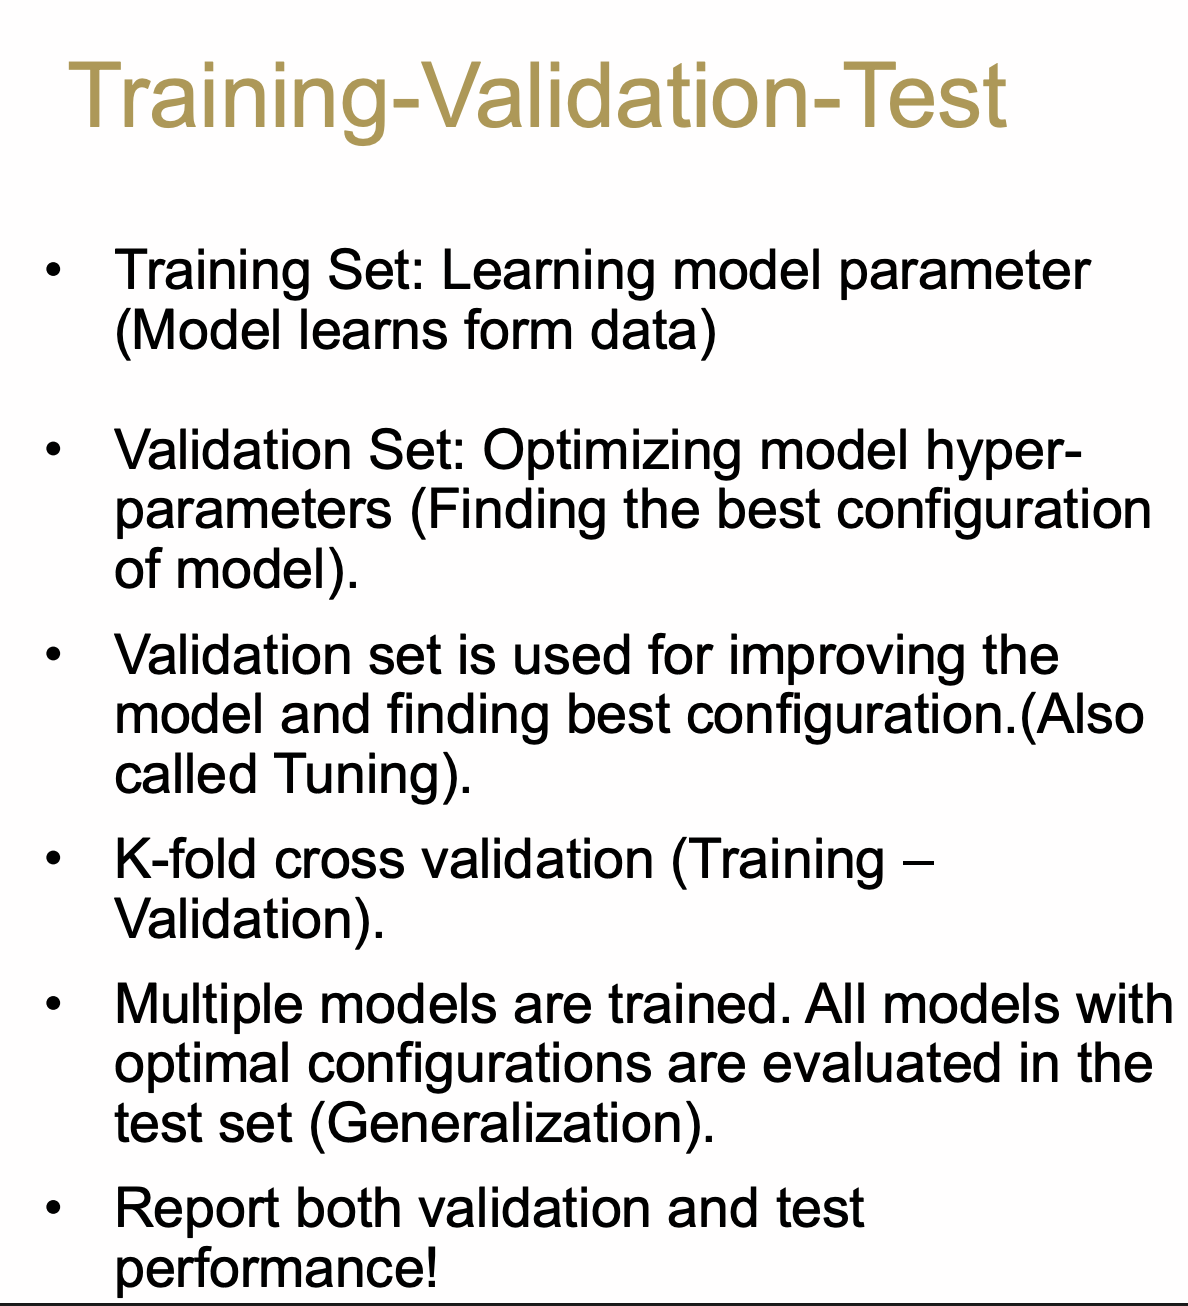 Training-Validation-Test
• Training Set: Learning model parameter
(Model learns form data)
• Validation Set: Optimizing model hyper-
parameters (Finding the best configuration
of model).
• Validation set is used for improving the
model and finding best configuration.(Also
called Tuning).
• K-fold cross validation (Training –
Validation).
• Multiple models are trained. All models with
optimal configurations are evaluated in the
test set (Generalization).
• Report both validation and test
performance!